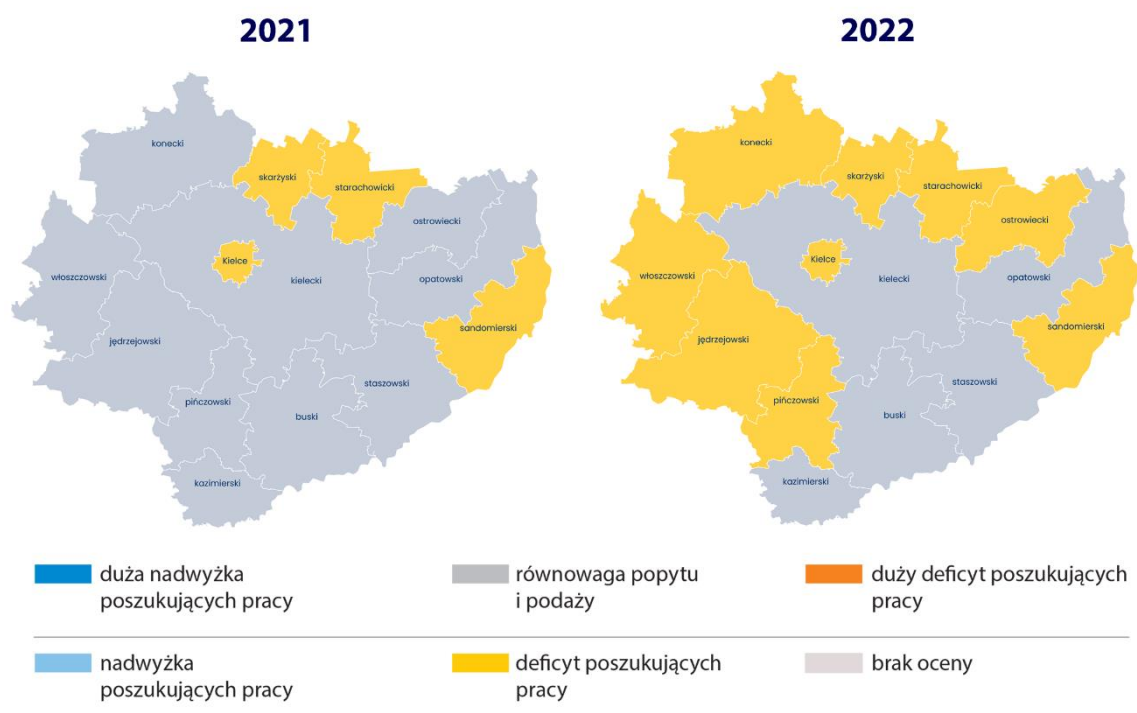 2021
2022
konecki
skarżyski
starachowicki
ostrowiecki
Kielce
włoszczowski
kielecki
opatowski
sandomierski
jędrzejowski
staszowski
pińczowski
buski
kazimierski
konecki
skarżyski
starachowicki
ostrowiecki
Kielce
włoszczowski
kielecki
opatowski
sandomierski
jędrzejowski
staszowski
pińczowski
buski
kazimierski
duża nadwyżka
poszukujących pracy
równowaga popytu
i podaży
duży deficyt poszukujących
pracy
nadwyżka
poszukujących pracy
deficyt poszukujących
pracy
brak oceny